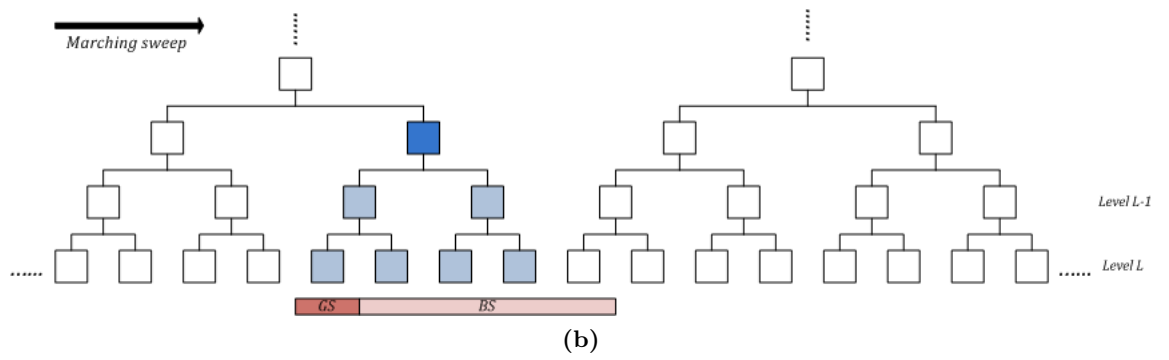 Marching sweep
Level L-1
...... Level L ......
GS BS
(b)